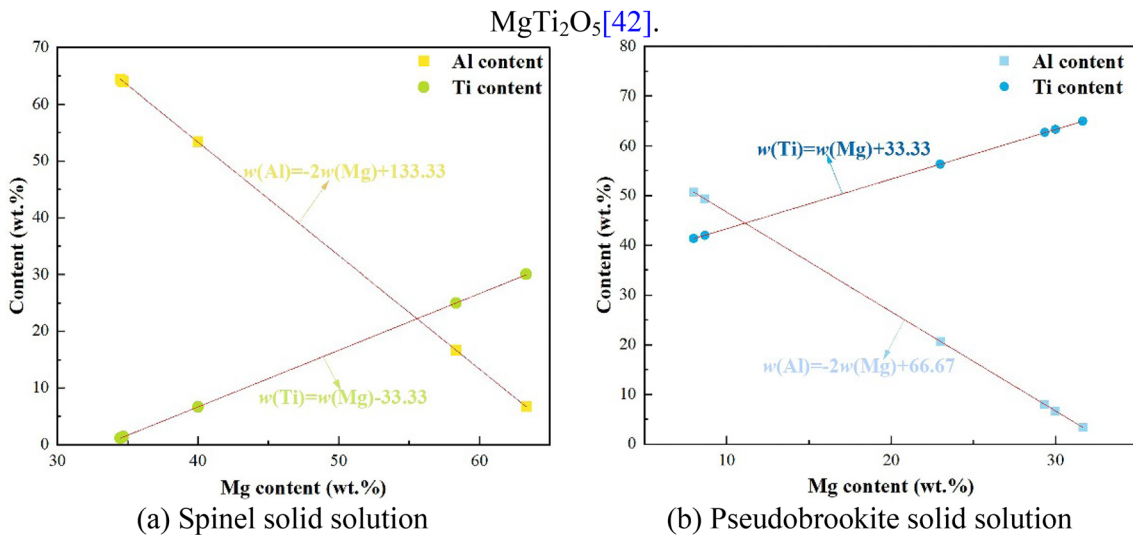 MgTi₂O₅[42].
70
60
50
40
30
20
10
0
Content (wt.%)
Al content
Ti content
w(Al)=-2w(Mg)+133.33
w(Ti)=w(Mg)-33.33
30 40 50 60
Mg content (wt.%)
(a) Spinel solid solution
80
70
60
50
40
30
20
10
0
Content (wt.%)
Al content
Ti content
w(Ti)=w(Mg)+33.33
w(Al)=-2w(Mg)+66.67
10 20 30
Mg content (wt.%)
(b) Pseudobrookite solid solution